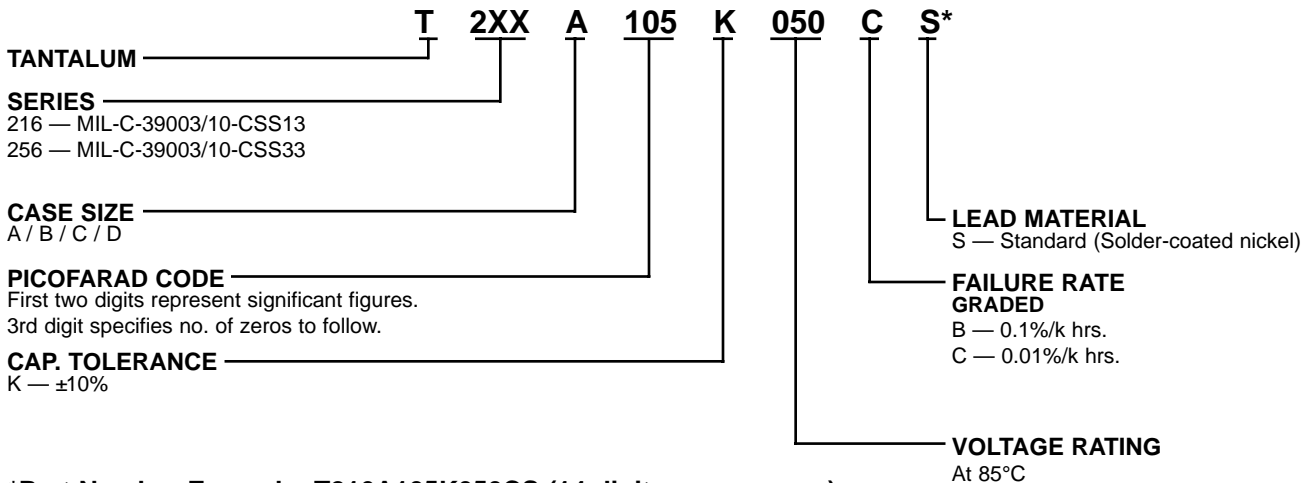 T 2XX A 105 K 050 C S*
TANTALUM
SERIES
216 — MIL-C-39003/10-CSS13
256 — MIL-C-39003/10-CSS33
CASE SIZE
A / B / C / D
PICOFARAD CODE
First two digits represent significant figures.
3rd digit specifies no. of zeros to follow.
CAP. TOLERANCE
K — ±10%
LEAD MATERIAL
S — Standard (Solder-coated nickel)
FAILURE RATE
GRADED
B — 0.1%/k hrs.
C — 0.01%/k hrs.
VOLTAGE RATING
At 85°C